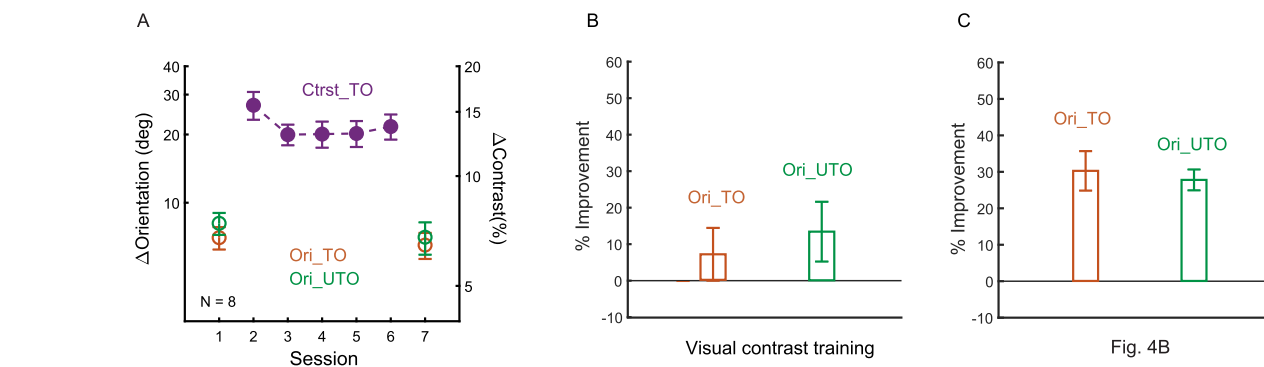 A
ΔOrientation (deg)
40
30
20
10
Ctrst_TO
Ori_TO
Ori_UTO
N = 8
20
15
10
5
ΔContrast(%)
1 2 3 4 5 6 7
Session
B
% Improvement
60
50
40
30
20
10
0
-10
Ori_TO
Ori_UTO
Visual contrast training
C
% Improvement
60
50
40
30
20
10
0
-10
Ori_TO
Ori_UTO
Fig. 4B